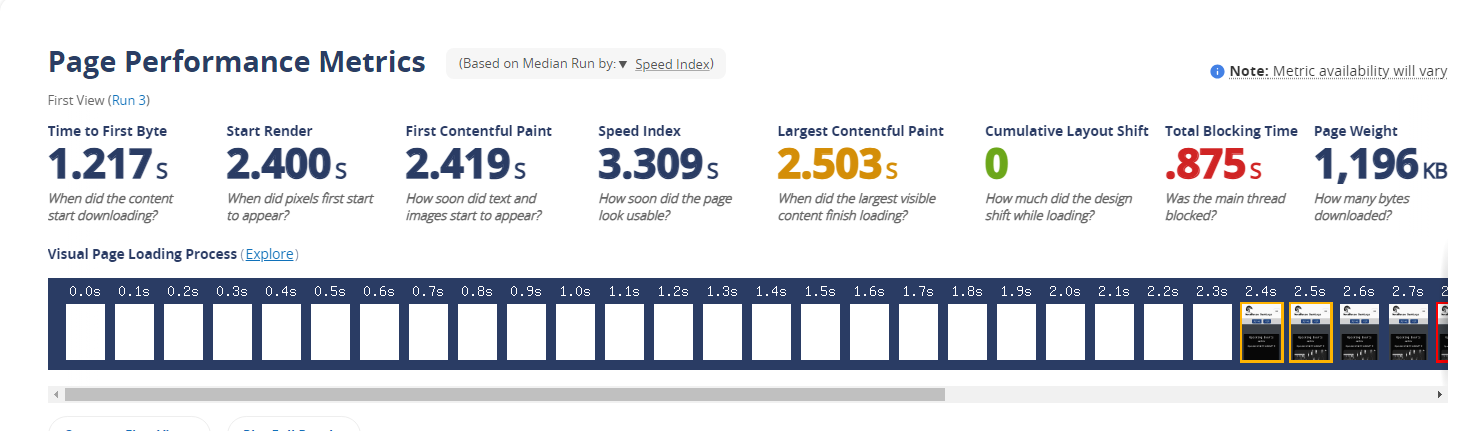 Page Performance Metrics (Based on Median Run by:▼ Speed Index)
Note: Metric availability will vary
First View (Run 3)
Time to First Byte Start Render First Contentful Paint Speed Index Largest Contentful Paint Cumulative Layout Shift Total Blocking Time Page Weight
1.217 S 2.400 S 2.419 S 3.309 S 2.503 S 0 .875 S 1,196 KB
When did the content When did pixels first start How soon did text and How soon did the page When did the largest visible How much did the design Was the main thread How many bytes
start downloading? to appear? images start to appear? look usable? content finish loading? shift while loading? blocked? downloaded?
Visual Page Loading Process (Explore)
0.0s 0.1s 0.2s 0.3s 0.4s 0.5s 0.6s 0.7s 0.8s 0.9s 1.0s 1.1s 1.2s 1.3s 1.4s 1.5s 1.6s 1.7s 1.8s 1.9s 2.0s 2.1s 2.2s 2.3s 2.4s 2.5s 2.6s 2.7s